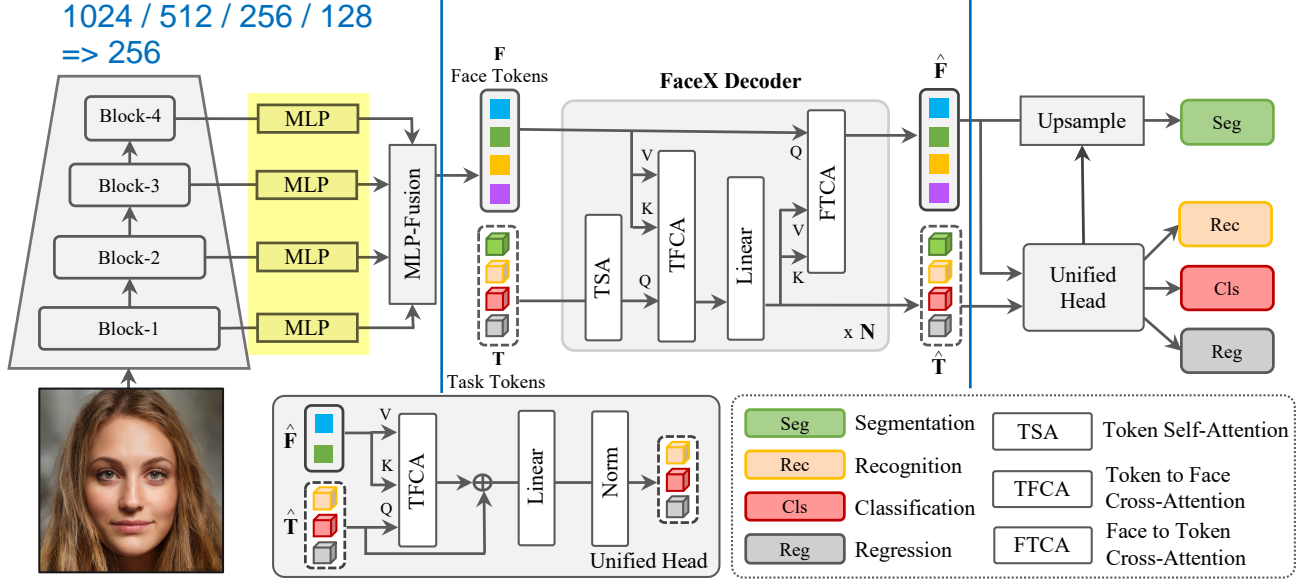 1024 / 512 / 256 / 128
=> 256
Block-4
Block-3
Block-2
Block-1
MLP
MLP
MLP
MLP
MLP-Fusion
F
Face Tokens
T
Task Tokens
FaceX Decoder
TSA
V
K
Q
TFCA
Linear
Q
V
K
FTCA
x N
F̂
T̂
Upsample
Unified
Head
Seg
Rec
Cls
Reg
F̂
T̂
V
K
Q
TFCA
Linear
Norm
Unified Head
Seg Segmentation
Rec Recognition
Cls Classification
Reg Regression
TSA Token Self-Attention
TFCA Token to Face
Cross-Attention
FTCA Face to Token
Cross-Attention